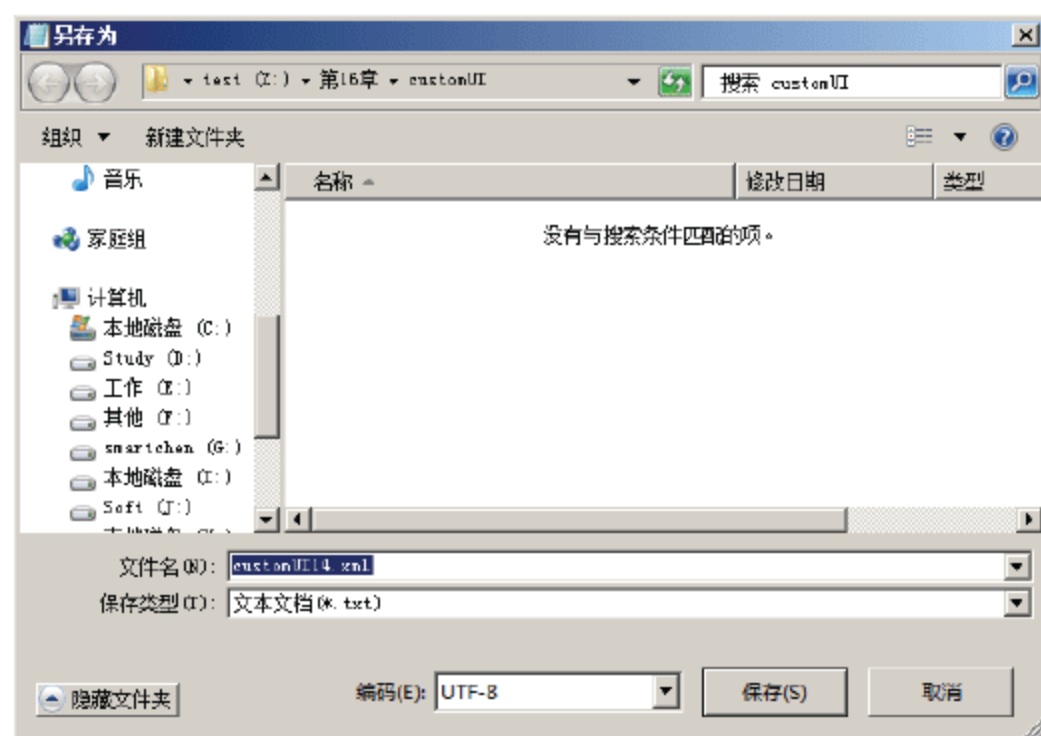 另存为
test (Z:) 第16章 customUI
搜索 customUI
组织 新建文件夹
音乐
家庭组
计算机
本地磁盘 (C:)
Study (D:)
工作 (E:)
其他 (F:)
smartchen (G:)
本地磁盘 (I:)
Soft (J:)
名称 修改日期 类型
没有与搜索条件匹配的项。
文件名(N): customUI14.xml
保存类型(T): 文本文档(*.txt)
隐藏文件夹 编码(E): UTF-8 保存(S) 取消